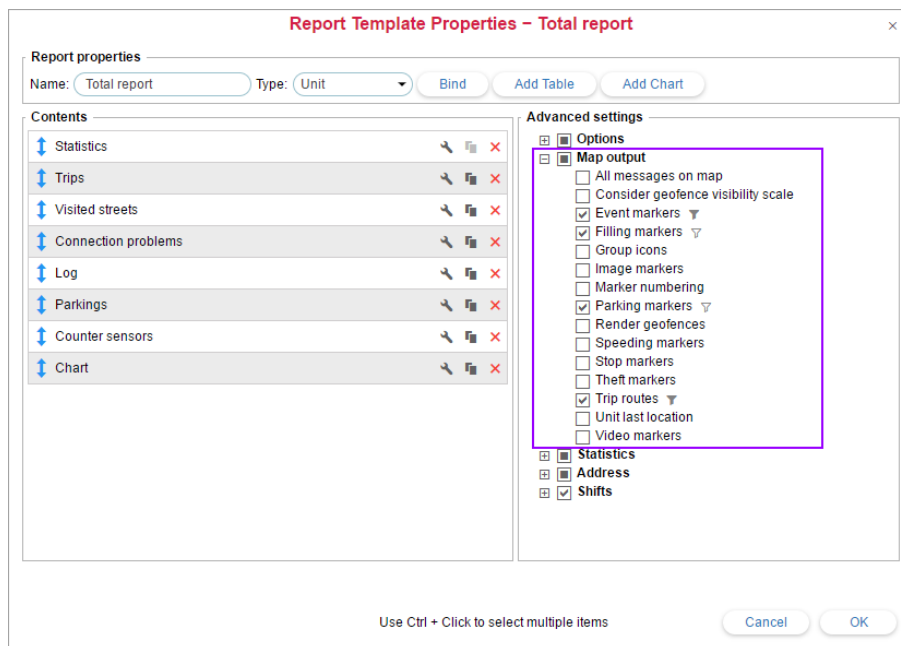 Report Template Properties − Total report
×
Report properties
Name: Total report Type: Unit Bind Add Table Add Chart
Contents
Statistics
Trips
Visited streets
Connection problems
Log
Parkings
Counter sensors
Chart
Advanced settings
Options
Map output
All messages on map
Consider geofence visibility scale
Event markers
Filling markers
Group icons
Image markers
Marker numbering
Parking markers
Render geofences
Speeding markers
Stop markers
Theft markers
Trip routes
Unit last location
Video markers
Statistics
Address
Shifts
Use Ctrl + Click to select multiple items Cancel OK